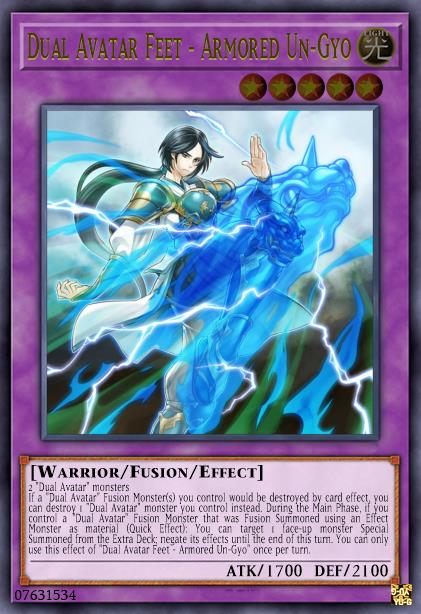 Dual Avatar Feet - Armored Un-Gyo
LIGHT
光
[Warrior/Fusion/Effect]
2 "Dual Avatar" monsters
If a "Dual Avatar" Fusion Monster(s) you control would be destroyed by card effect, you
can destroy 1 "Dual Avatar" monster you control instead. During the Main Phase, if you
control a "Dual Avatar" Fusion Monster that was Fusion Summoned using an Effect
Monster as material (Quick Effect): You can target 1 face-up monster Special
Summoned from the Extra Deck; negate its effects until the end of this turn. You can only
use this effect of "Dual Avatar Feet - Armored Un-Gyo" once per turn.
ATK/1700 DEF/2100
07631534